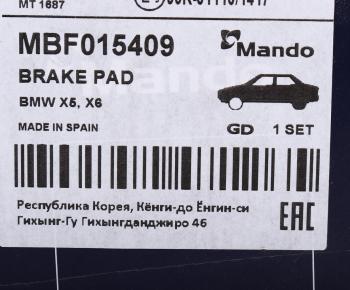 MT 1687
MBF015409
Mando
BRAKE PAD
BMW X5, X6
MADE IN SPAIN
GD 1 SET
Республика Корея, Кёнги-до Ёнгин-си
Гихынг-Гу Гихынгданджиро 46
EAC